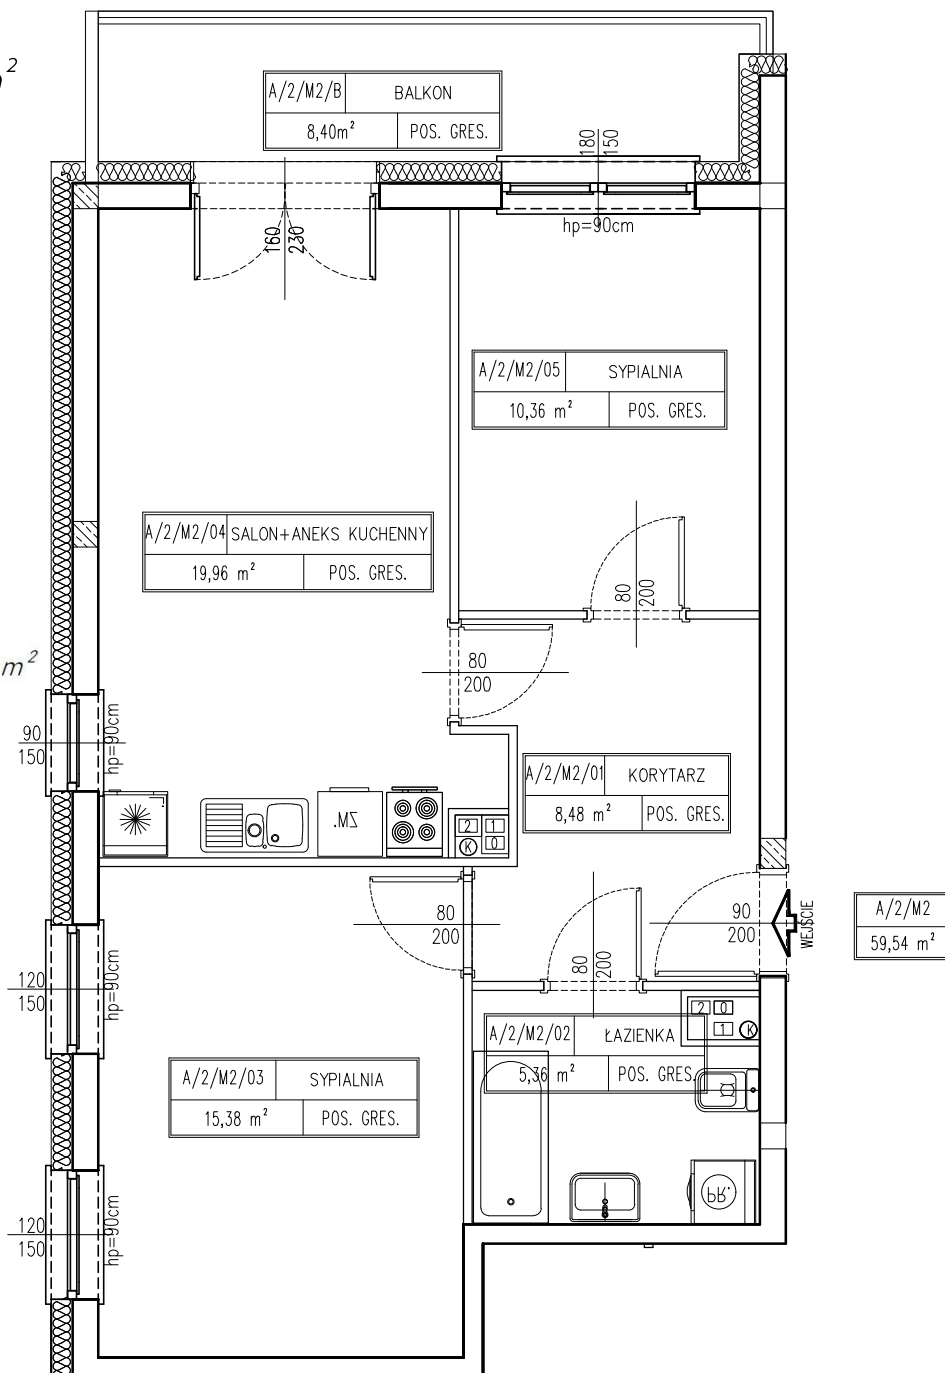 m²
A/2/M2/B BALKON
8,40m² POS. GRES.
180
150
hp=90cm
160
230
A/2/M2/05 SYPIALNIA
10,36 m² POS. GRES.
A/2/M2/04 SALON+ANEKS KUCHENNY
19,96 m² POS. GRES.
80
200
80
200
m²
90
150
hp=90cm
A/2/M2/01 KORYTARZ
8,48 m² POS. GRES.
MZ.
2 1
K 0
80
200
80
200
90
200
WEJŚCIE
A/2/M2
59,54 m²
120
150
hp=90cm
2 0
1 K
A/2/M2/02 ŁAZIENKA
5,36 m² POS. GRES.
A/2/M2/03 SYPIALNIA
15,38 m² POS. GRES.
PR.
120
150
hp=90cm